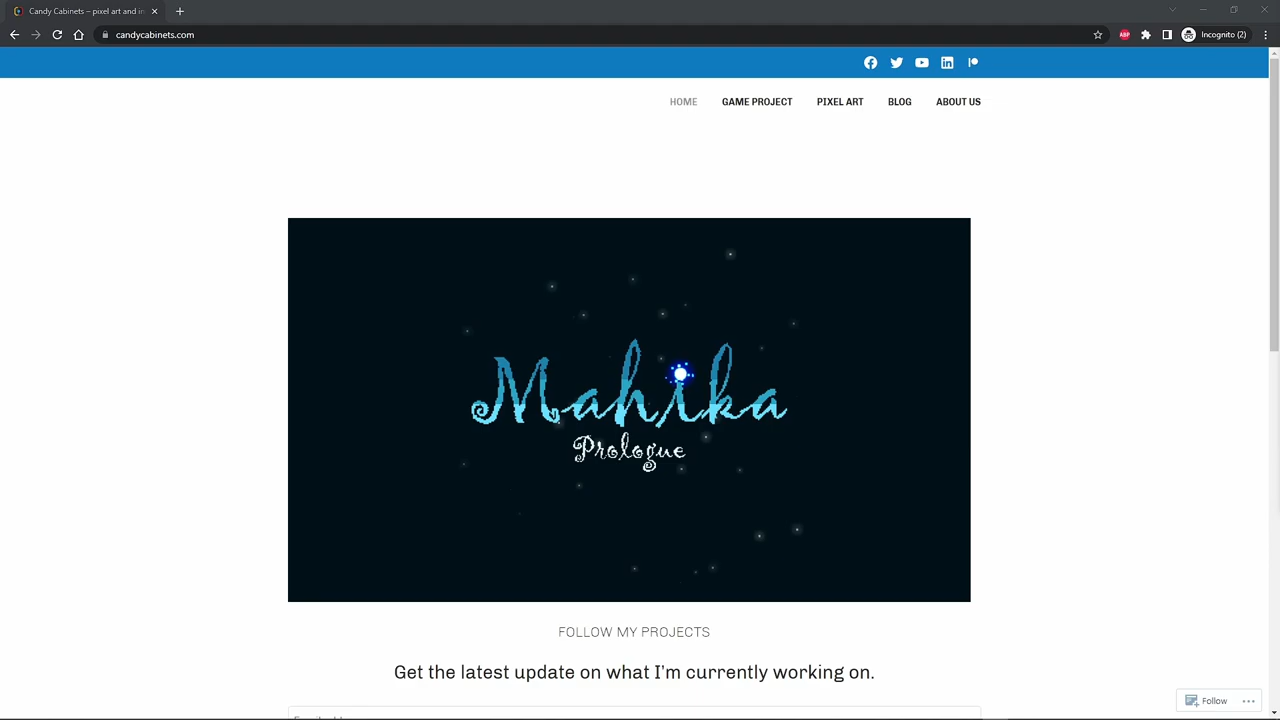 Candy Cabinets – pixel art and in
candycabinets.com
Incognito (2)
HOME GAME PROJECT PIXEL ART BLOG ABOUT US
Mahika
Prologue
FOLLOW MY PROJECTS
Get the latest update on what I'm currently working on.
Follow